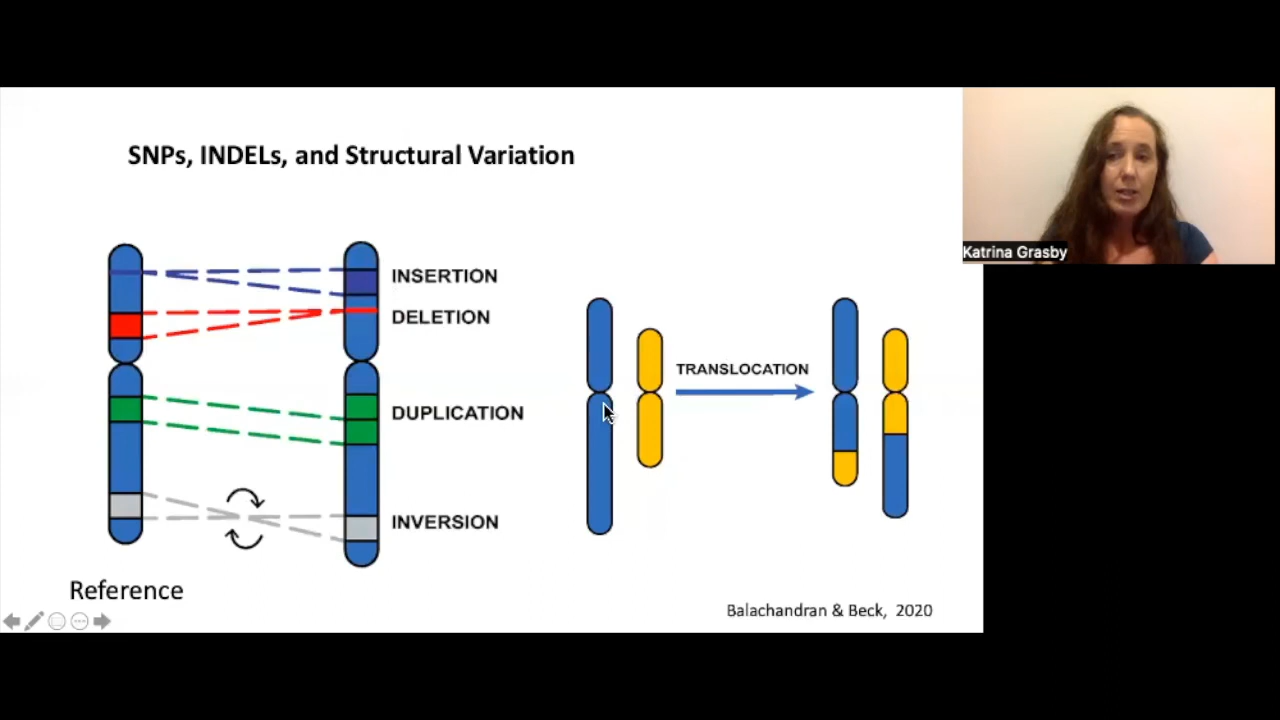 SNPs, INDELs, and Structural Variation
INSERTION
DELETION
DUPLICATION
INVERSION
Reference
TRANSLOCATION
Balachandran & Beck, 2020
Katrina Grasby